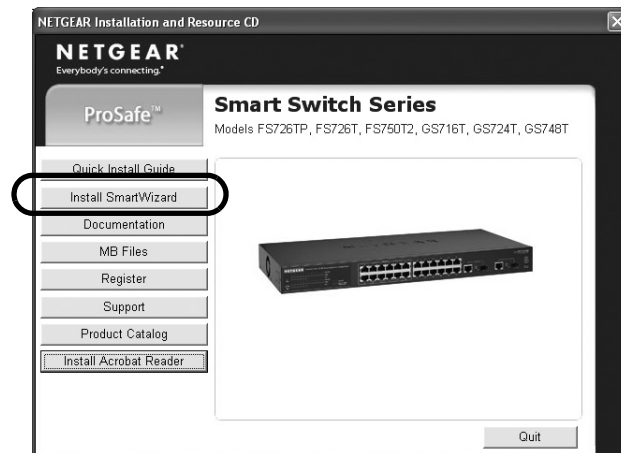 NETGEAR Installation and Resource CD
NETGEAR®
Everybody's connecting.®
ProSafe™
Smart Switch Series
Models FS726TP, FS726T, FS750T2, GS716T, GS724T, GS748T
Quick Install Guide
Install SmartWizard
Documentation
MB Files
Register
Support
Product Catalog
Install Acrobat Reader
NETGEAR
Quit